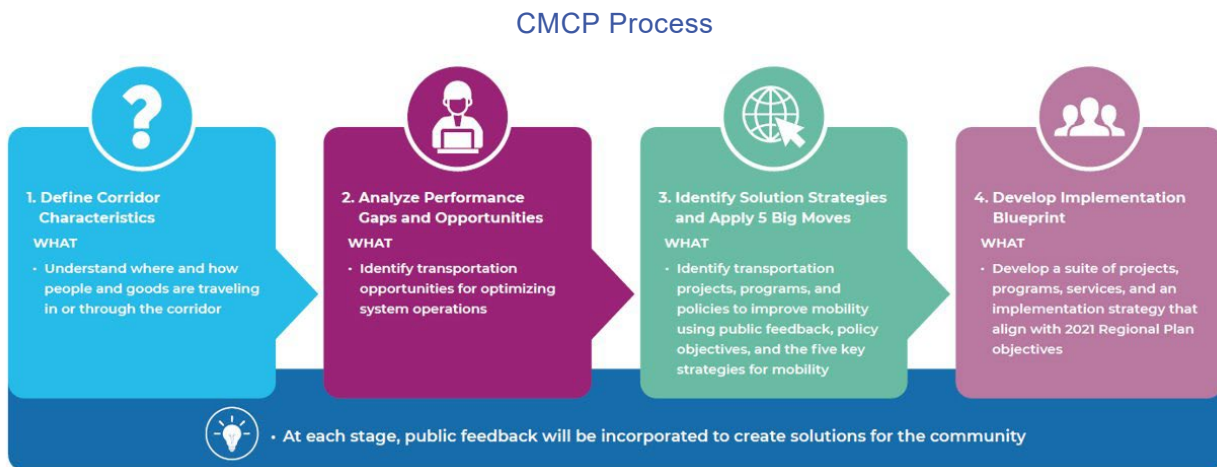 CMCP Process
1. Define Corridor
Characteristics
WHAT
• Understand where and how
people and goods are traveling
in or through the corridor
2. Analyze Performance
Gaps and Opportunities
WHAT
• Identify transportation
opportunities for optimizing
system operations
3. Identify Solution Strategies
and Apply 5 Big Moves
WHAT
• Identify transportation
projects, programs, and
policies to improve mobility
using public feedback, policy
objectives, and the five key
strategies for mobility
4. Develop Implementation
Blueprint
WHAT
• Develop a suite of projects,
programs, services, and an
implementation strategy that
align with 2021 Regional Plan
objectives
• At each stage, public feedback will be incorporated to create solutions for the community